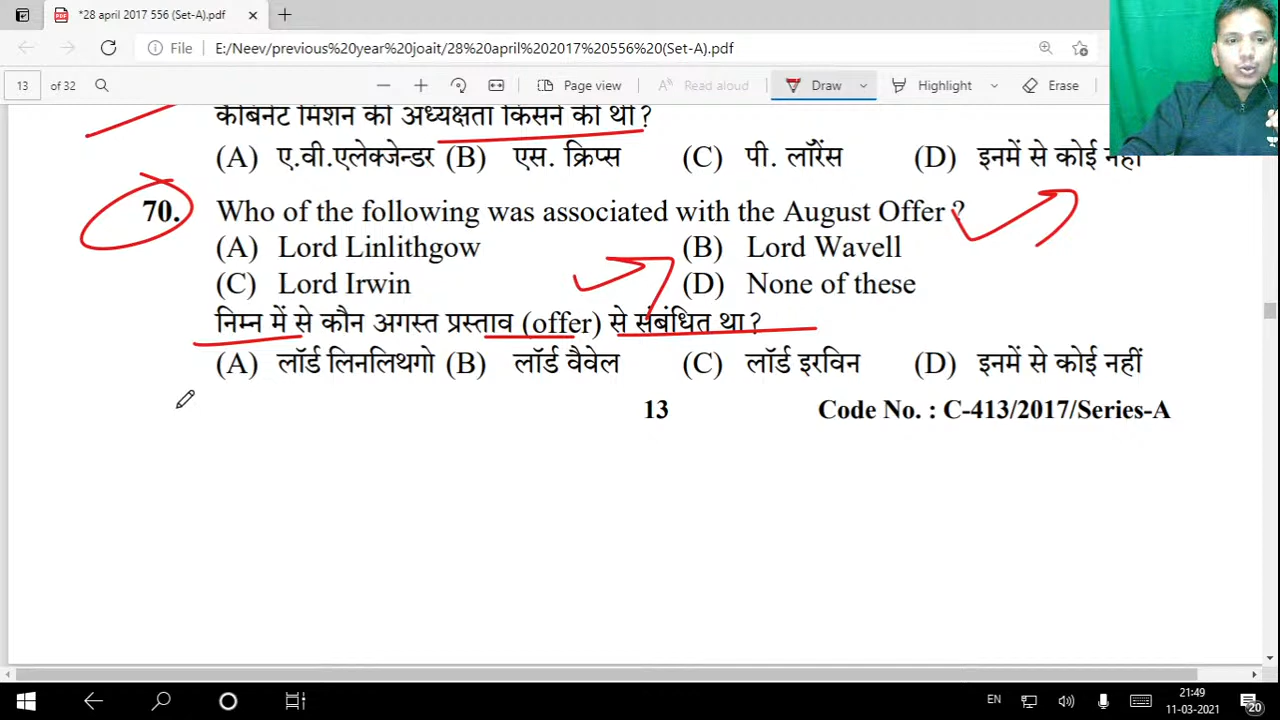 *28 april 2017 556 (Set-A).pdf
File E:/Neev/previous%20year%20joait/28%20april%202017%20556%20(Set-A).pdf
13 of 32 Page view Read aloud Draw Highlight Erase
कैबिनेट मिशन की अध्यक्षता किसने की थी?
(A) ए.वी.एलेक्जेन्डर (B) एस. क्रिप्स (C) पी. लॉरेंस (D) इनमें से कोई नहीं
70. Who of the following was associated with the August Offer ?
(A) Lord Linlithgow (B) Lord Wavell
(C) Lord Irwin (D) None of these
निम्न में से कौन अगस्त प्रस्ताव (offer) से संबंधित था?
(A) लॉर्ड लिनलिथगो (B) लॉर्ड वैवेल (C) लॉर्ड इरविन (D) इनमें से कोई नहीं
13 Code No. : C-413/2017/Series-A
EN 21:49
11-03-2021 20